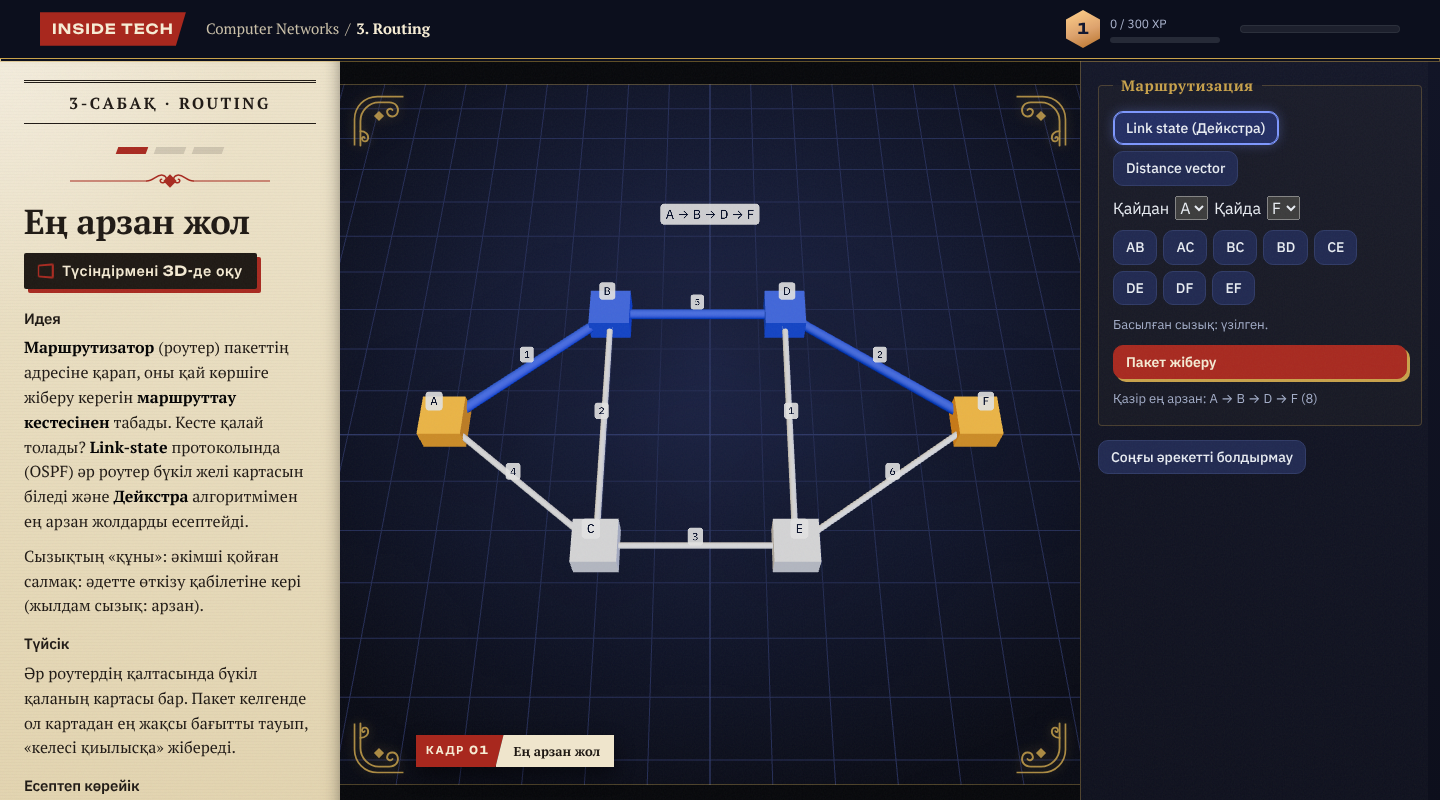 INSIDE TECH
Computer Networks / 3. Routing
1
0 / 300 XP
3-САБАҚ · ROUTING
Ең арзан жол
Түсіндірмені 3D-де оқу
Идея
Маршрутизатор (роутер) пакеттің
адресіне қарап, оны қай көршіге
жіберу керегін маршруттау
кестесінен табады. Кесте қалай
толады? Link-state протоколында
(OSPF) әр роутер бүкіл желі картасын
біледі және Дейкстра алгоритмімен
ең арзан жолдарды есептейді.
Сызықтың «құны»: әкімші қойған
салмақ: әдетте өткізу қабілетіне кері
(жылдам сызық: арзан).
Түйсік
Әр роутердің қалтасында бүкіл
қаланың картасы бар. Пакет келгенде
ол картадан ең жақсы бағытты тауып,
«келесі қиылысқа» жібереді.
Есептеп көрейік
A → B → D → F
B
D
3
1
2
A
F
2
1
4
6
C
E
3
КАДР 01
Ең арзан жол
Маршрутизация
Link state (Дейкстра)
Distance vector
Қайдан A Қайда F
AB AC BC BD CE
DE DF EF
Басылған сызық: үзілген.
Пакет жіберу
Қазір ең арзан: A → B → D → F (8)
Соңғы әрекетті болдырмау